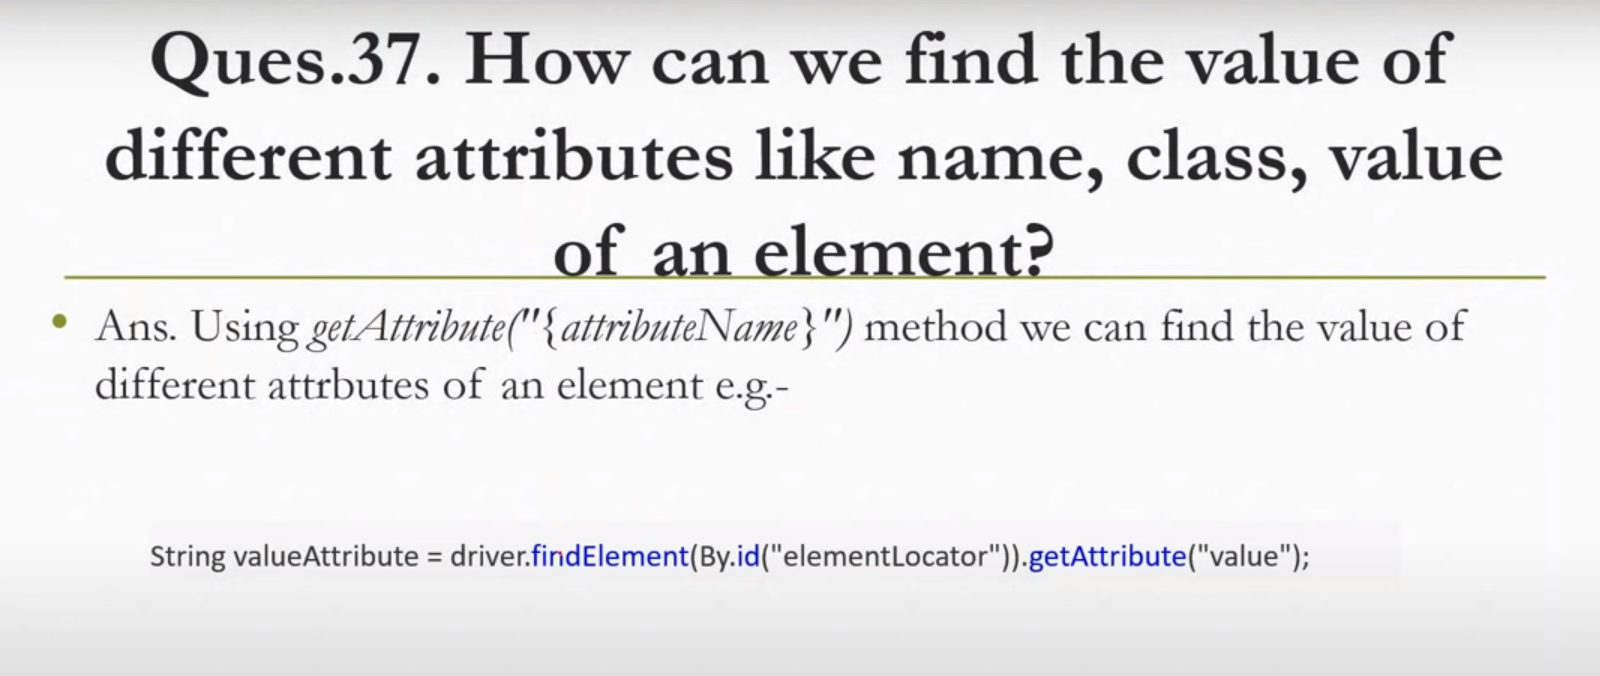 Ques.37. How can we find the value of
different attributes like name, class, value
of an element?
• Ans. Using getAttribute("{attributeName}") method we can find the value of
different attrbutes of an element e.g.-
String valueAttribute = driver.findElement(By.id("elementLocator")).getAttribute("value");